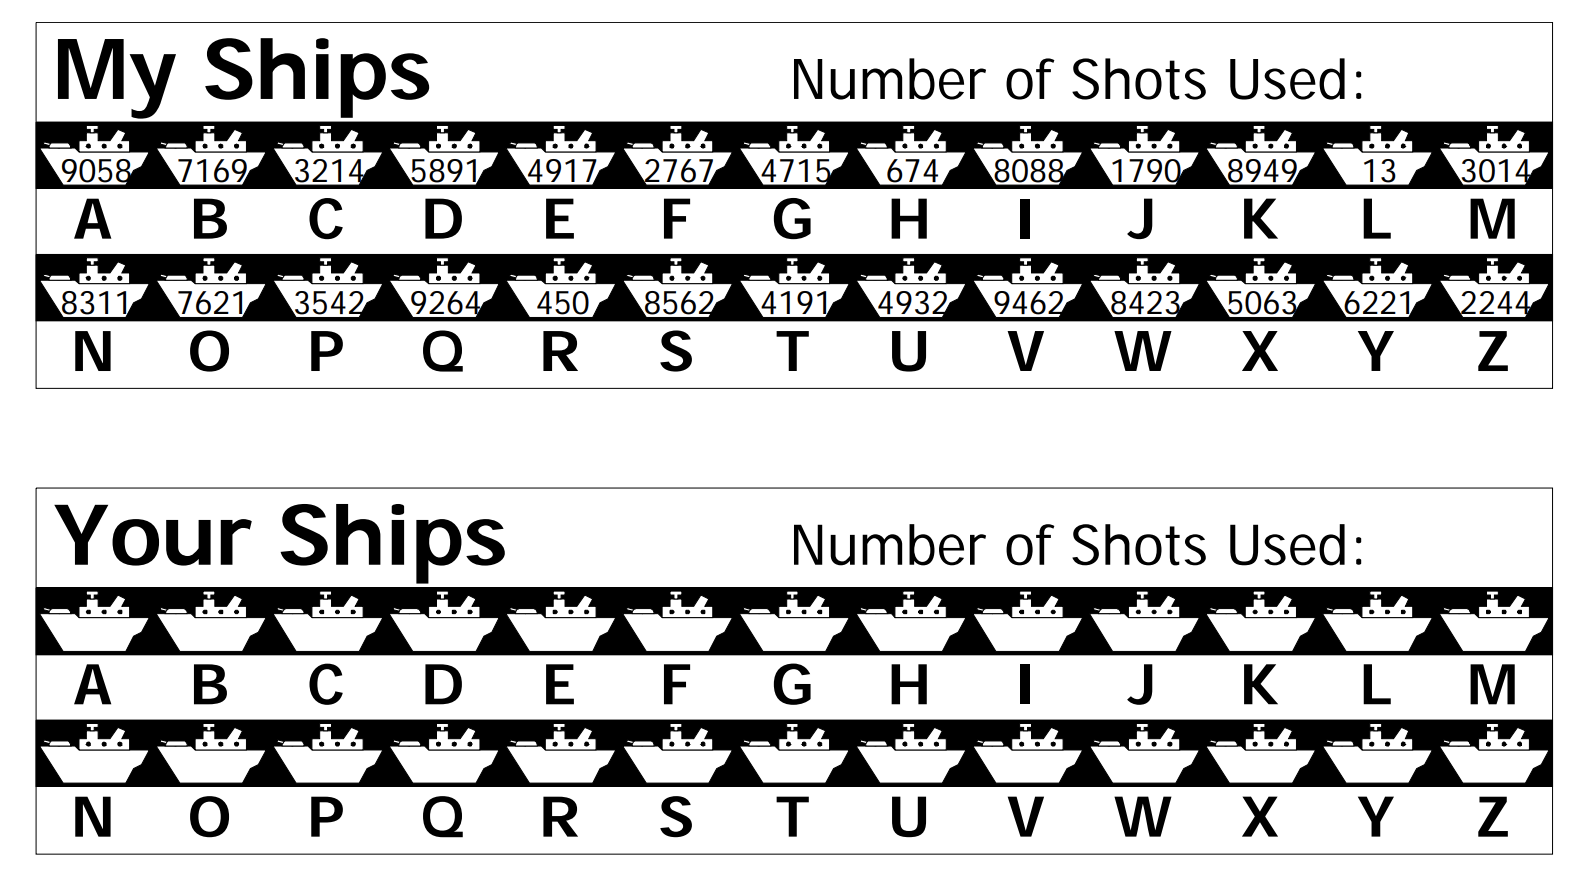 My Ships Number of Shots Used:
9058 7169 3214 5891 4917 2767 4715 674 8088 1790 8949 13 3014
A B C D E F G H I J K L M
8311 7621 3542 9264 450 8562 4191 4932 9462 8423 5063 6221 2244
N O P Q R S T U V W X Y Z
Your Ships Number of Shots Used:
A B C D E F G H I J K L M
N O P Q R S T U V W X Y Z